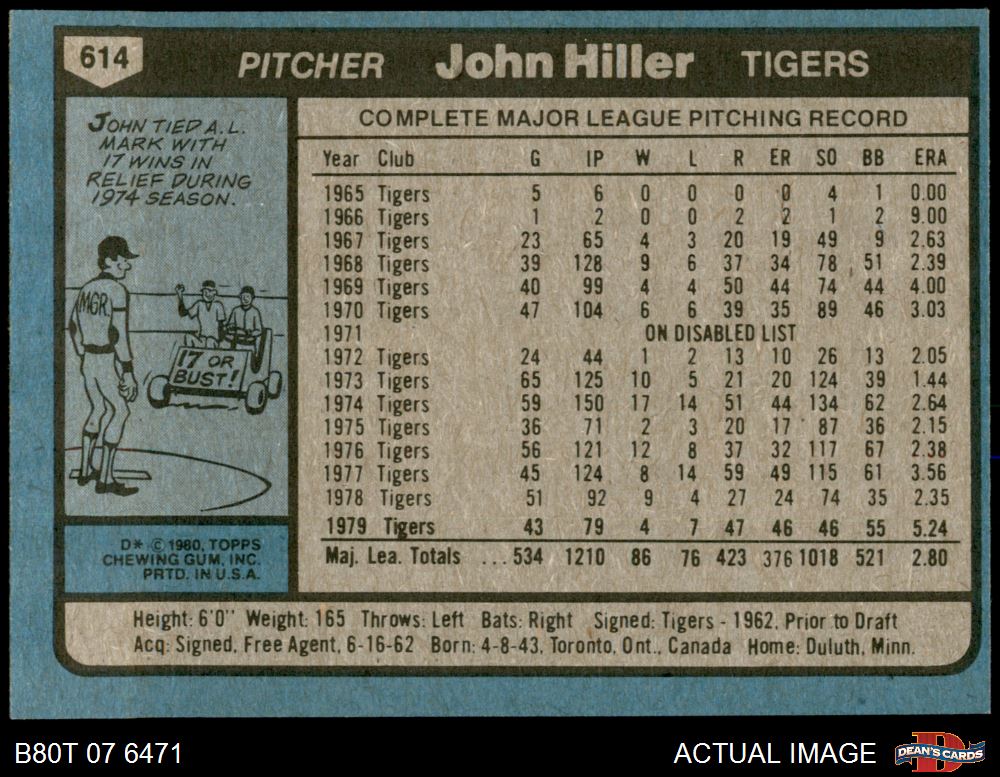 614 PITCHER John Hiller TIGERS
JOHN TIED A.L.
MARK WITH
17 WINS IN
RELIEF DURING
1974 SEASON.
MGR.
17 OR
BUST!
D* © 1980, TOPPS
CHEWING GUM, INC.
PRTD. IN U.S.A.
COMPLETE MAJOR LEAGUE PITCHING RECORD
Year Club G IP W L R ER SO BB ERA
1965 Tigers 5 6 0 0 0 0 4 1 0.00
1966 Tigers 1 2 0 0 2 2 1 2 9.00
1967 Tigers 23 65 4 3 20 19 49 9 2.63
1968 Tigers 39 128 9 6 37 34 78 51 2.39
1969 Tigers 40 99 4 4 50 44 74 44 4.00
1970 Tigers 47 104 6 6 39 35 89 46 3.03
1971 ON DISABLED LIST
1972 Tigers 24 44 1 2 13 10 26 13 2.05
1973 Tigers 65 125 10 5 21 20 124 39 1.44
1974 Tigers 59 150 17 14 51 44 134 62 2.64
1975 Tigers 36 71 2 3 20 17 87 36 2.15
1976 Tigers 56 121 12 8 37 32 117 67 2.38
1977 Tigers 45 124 8 14 59 49 115 61 3.56
1978 Tigers 51 92 9 4 27 24 74 35 2.35
1979 Tigers 43 79 4 7 47 46 46 55 5.24
Maj. Lea. Totals ... 534 1210 86 76 423 376 1018 521 2.80
Height: 6'0" Weight: 165 Throws: Left Bats: Right Signed: Tigers - 1962, Prior to Draft
Acq: Signed, Free Agent, 6-16-62 Born: 4-8-43, Toronto, Ont., Canada Home: Duluth, Minn.
B80T 07 6471 ACTUAL IMAGE D DEAN'S CARDS